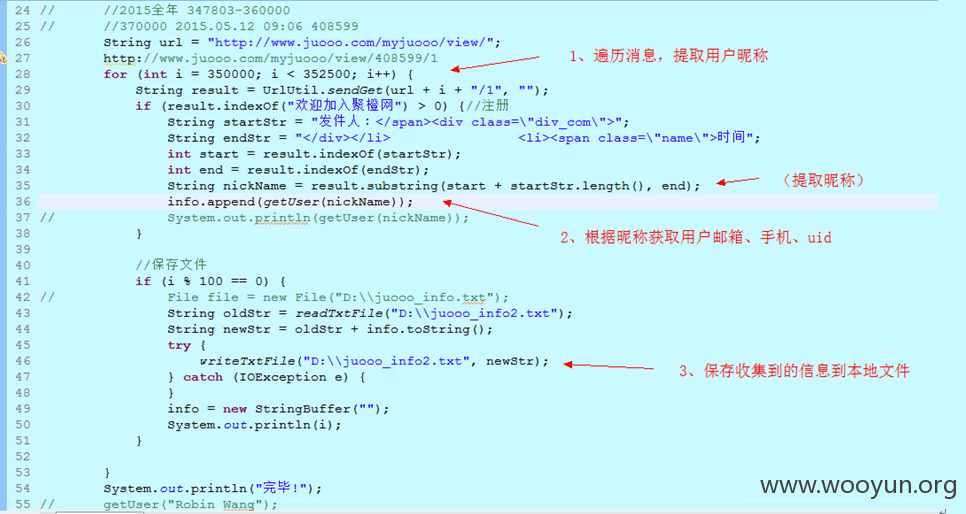 24 //      //2015全年 347803-360000
25 //      //370000 2015.05.12 09:06 408599
26         String url = "http://www.juooo.com/myjuooo/view/";
27         http://www.juooo.com/myjuooo/view/408599/1
1、遍历消息，提取用户昵称
28         for (int i = 350000; i < 352500; i++) {
29             String result = UrlUtil.sendGet(url + i + "/1", "");
30             if (result.indexOf("欢迎加入聚橙网") > 0) {//注册
31                 String startStr = "发件人：</span><div class=\"div_com\">";
32                 String endStr = "</div></li>                <li><span class=\"name\">时间";
33                 int start = result.indexOf(startStr);
34                 int end = result.indexOf(endStr);
35                 String nickName = result.substring(start + startStr.length(), end);
（提取昵称）
36                 info.append(getUser(nickName));
37 //              System.out.println(getUser(nickName));
38             }
2、根据昵称获取用户邮箱、手机、uid
39
40             //保存文件
41             if (i % 100 == 0) {
42 //              File file = new File("D:\\juooo_info.txt");
43                 String oldStr = readTxtFile("D:\\juooo_info2.txt");
44                 String newStr = oldStr + info.toString();
45                 try {
46                     writeTxtFile("D:\\juooo_info2.txt", newStr);
3、保存收集到的信息到本地文件
47                 } catch (IOException e) {
48                 }
49                 info = new StringBuffer("");
50                 System.out.println(i);
51             }
52
53         }
54         System.out.println("完毕!");
55 //      getUser("Robin Wang");
www.wooyun.org